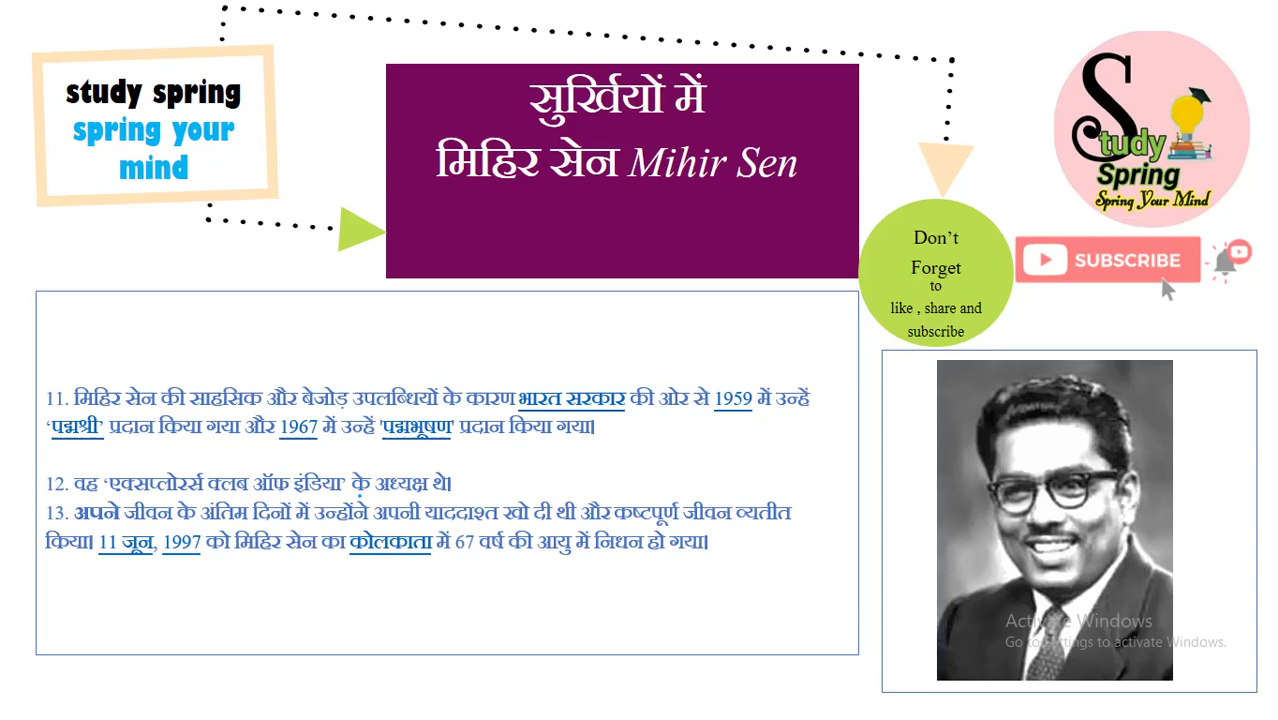 study spring
spring your
mind
सुर्खियों में
मिहिर सेन Mihir Sen
Study
Spring
Spring Your Mind
Don't
Forget
to
like , share and
subscribe
SUBSCRIBE
11. मिहिर सेन की साहसिक और बेजोड़ उपलब्धियों के कारण भारत सरकार की ओर से 1959 में उन्हें
‘पद्मश्री’ प्रदान किया गया और 1967 में उन्हें 'पद्मभूषण' प्रदान किया गया।
12. वह ‘एक्सप्लोरर्स क्लब ऑफ इंडिया’ के अध्यक्ष थे।
13. अपने जीवन के अंतिम दिनों में उन्होंने अपनी याददाश्त खो दी थी और कष्टपूर्ण जीवन व्यतीत
किया। 11 जून, 1997 को मिहिर सेन का कोलकाता में 67 वर्ष की आयु में निधन हो गया।
Activate Windows
Go to Settings to activate Windows.